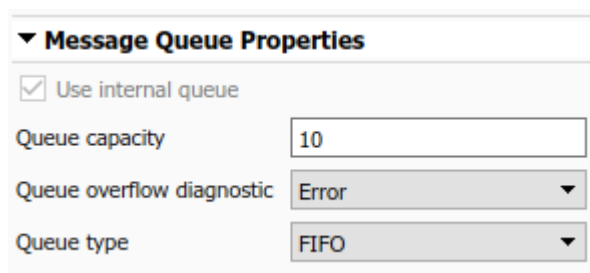 Message Queue Properties
Use internal queue
Queue capacity 10
Queue overflow diagnostic Error
Queue type FIFO